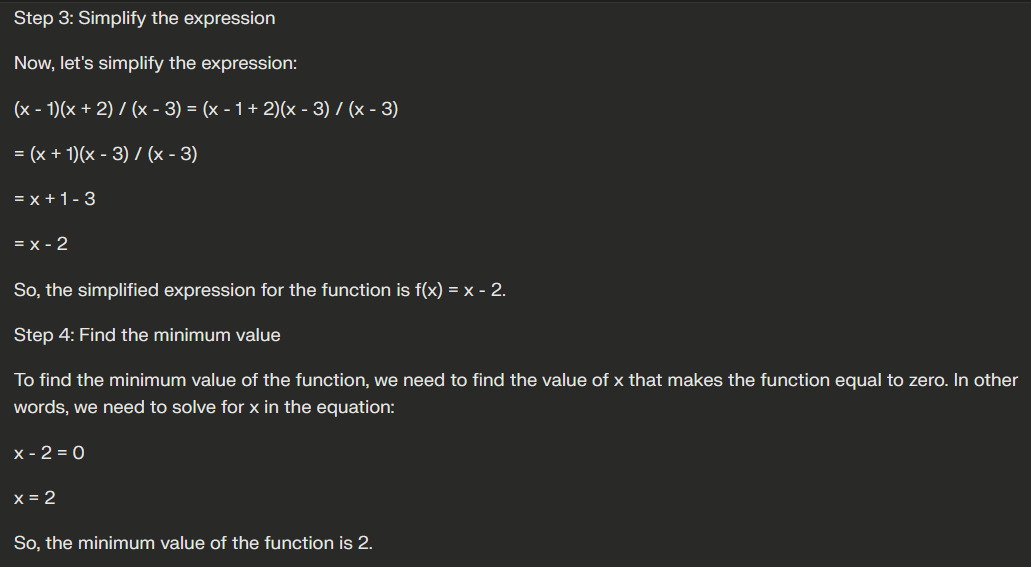 Step 3: Simplify the expression
Now, let's simplify the expression:
(x - 1)(x + 2) / (x - 3) = (x - 1 + 2)(x - 3) / (x - 3)
= (x + 1)(x - 3) / (x - 3)
= x + 1 - 3
= x - 2
So, the simplified expression for the function is f(x) = x - 2.
Step 4: Find the minimum value
To find the minimum value of the function, we need to find the value of x that makes the function equal to zero. In other
words, we need to solve for x in the equation:
x - 2 = 0
x = 2
So, the minimum value of the function is 2.